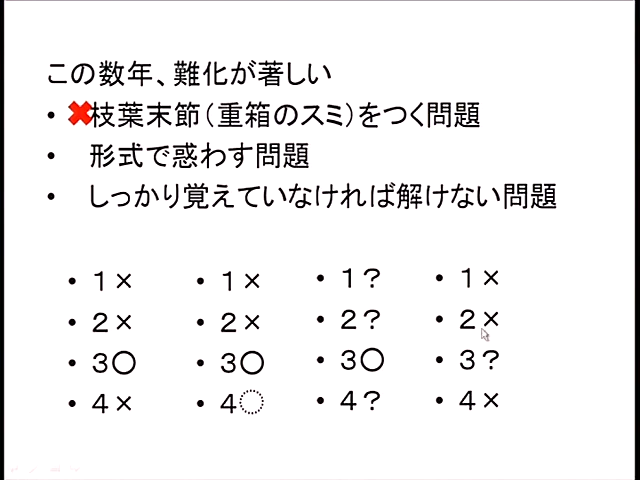 この数年、難化が著しい
• ✖枝葉末節（重箱のスミ）をつく問題
• 形式で惑わす問題
• しっかり覚えていなければ解けない問題
• １× • １× • １？ • １×
• ２× • ２× • ２？ • ２×
• ３〇 • ３〇 • ３〇 • ３？
• ４× • ４◌ • ４？ • ４×